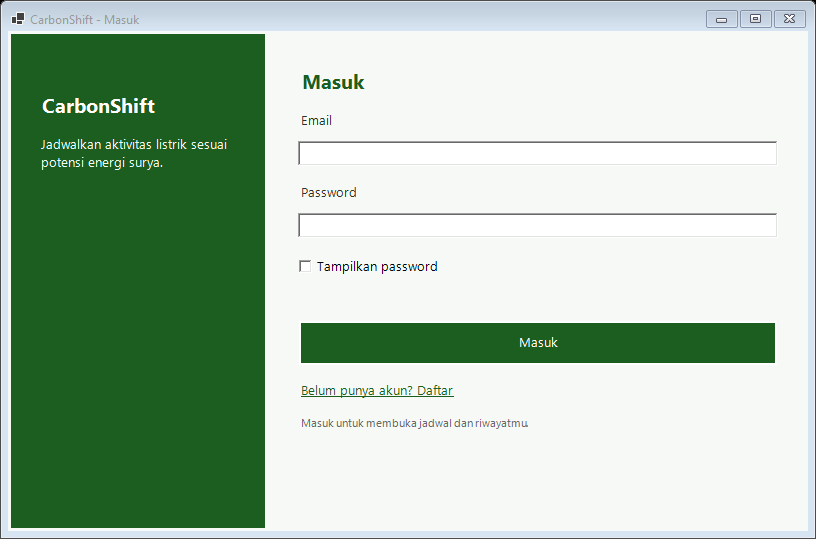 CarbonShift - Masuk
CarbonShift
Jadwalkan aktivitas listrik sesuai
potensi energi surya.
Masuk
Email
Password
Tampilkan password
Masuk
Belum punya akun? Daftar
Masuk untuk membuka jadwal dan riwayatmu.